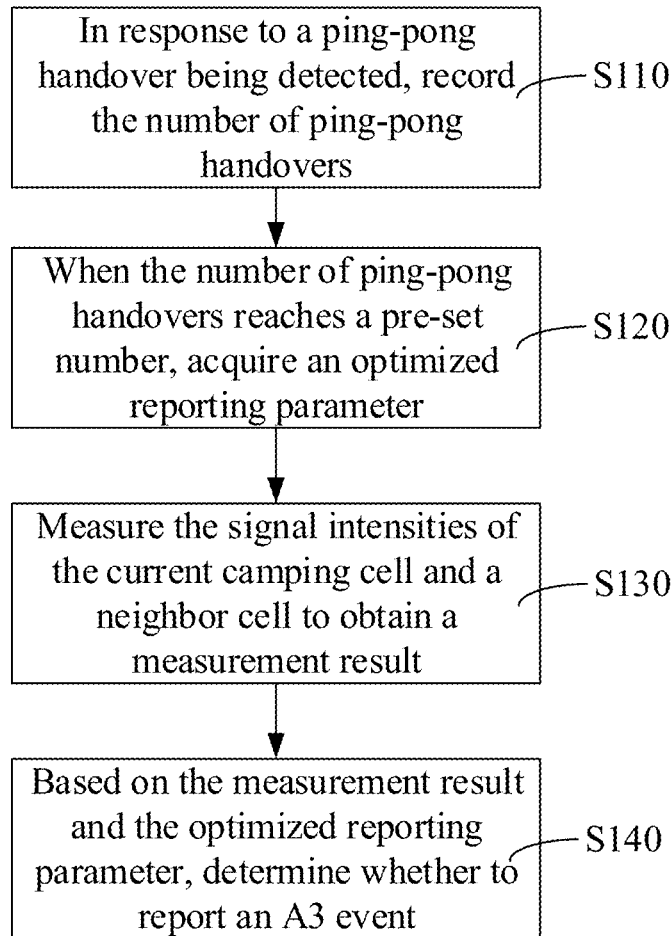 In response to a ping-pong
handover being detected, record
the number of ping-pong
handovers
S110
When the number of ping-pong
handovers reaches a pre-set
number, acquire an optimized
reporting parameter
S120
Measure the signal intensities of
the current camping cell and a
neighbor cell to obtain a
measurement result
S130
Based on the measurement result
and the optimized reporting
parameter, determine whether to
report an A3 event
S140